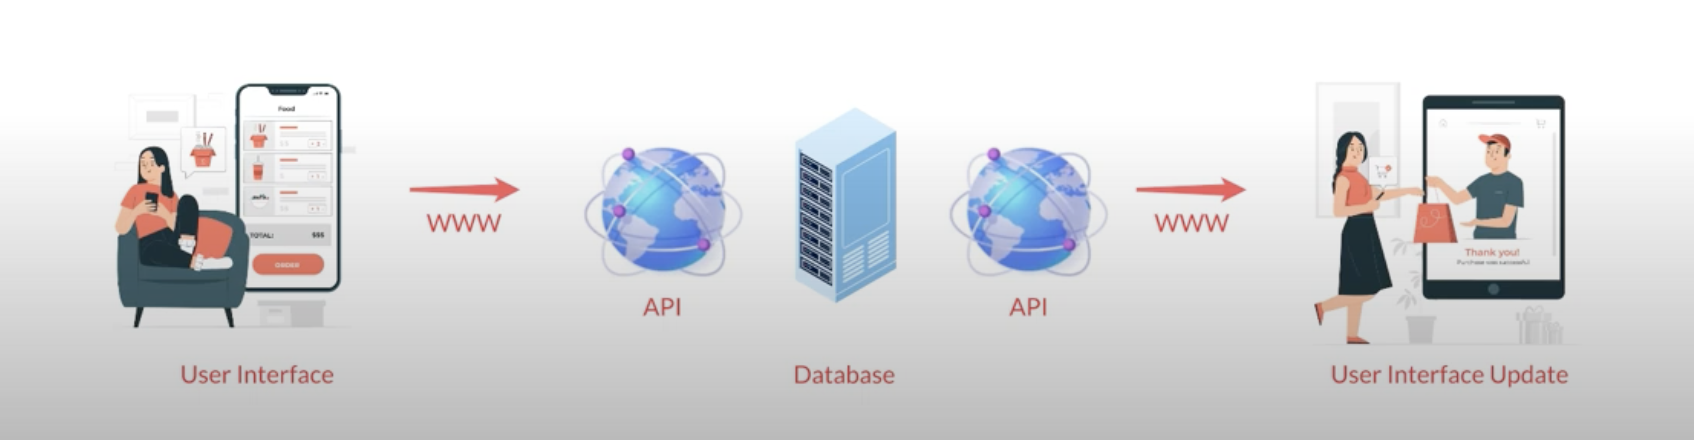 Food
TOTAL: $$$
ORDER
User Interface
WWW
API
Database
API
WWW
Thank you!
Purchase was successful
User Interface Update